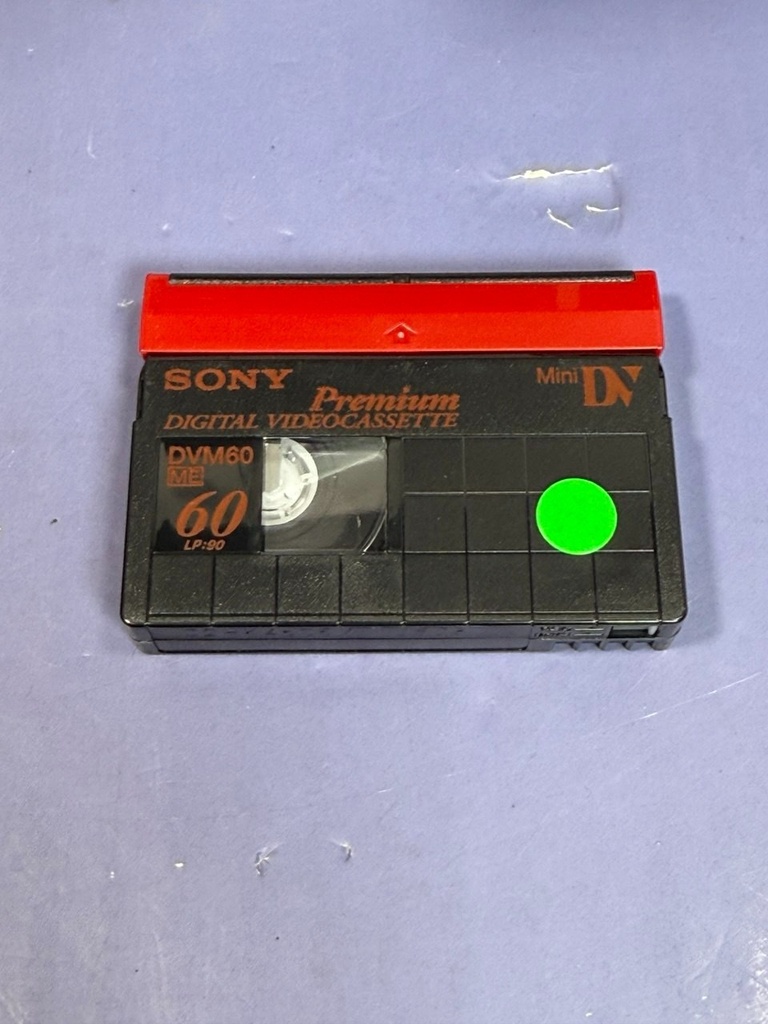 SONY
Premium
DIGITAL VIDEOCASSETTE
Mini DV
DVM60
ME
60
LP:90